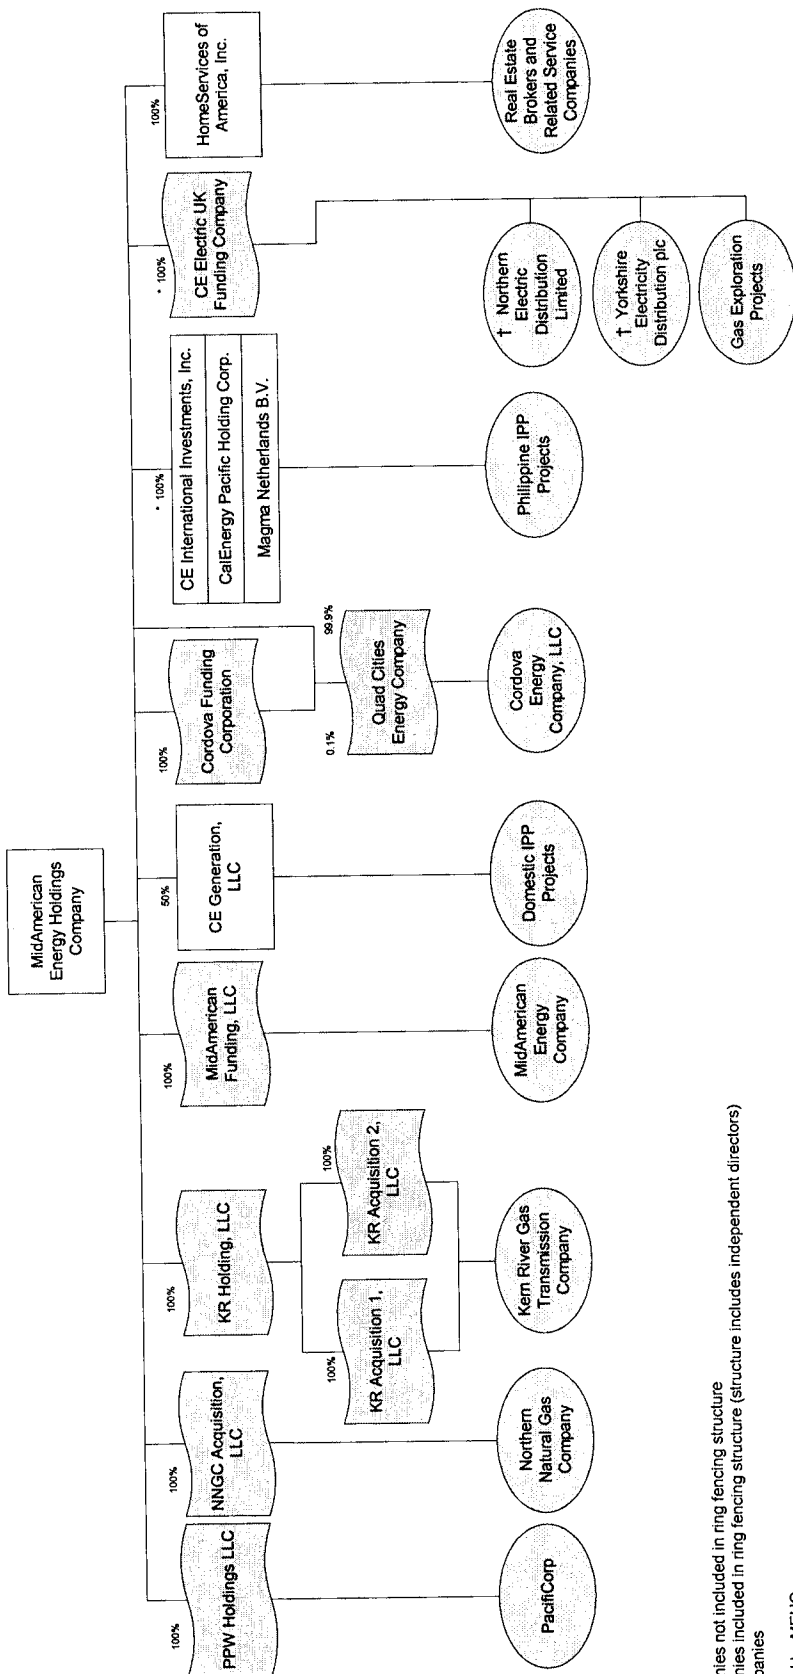 MidAmerican
Energy Holdings
Company
100%
PPW Holdings LLC
100%
NNGC Acquisition,
LLC
100%
KR Holding, LLC
100%
MidAmerican
Funding, LLC
50%
CE Generation,
LLC
100%
Cordova Funding
Corporation
* 100%
CE International Investments, Inc.
CalEnergy Pacific Holding Corp.
Magma Netherlands B.V.
* 100%
CE Electric UK
Funding Company
100%
HomeServices of
America, Inc.
100%
KR Acquisition 1,
LLC
100%
KR Acquisition 2,
LLC
0.1%
99.9%
Quad Cities
Energy Company
PacifiCorp
Northern
Natural Gas
Company
Kern River Gas
Transmission
Company
MidAmerican
Energy
Company
Domestic IPP
Projects
Cordova
Energy
Company, LLC
Philippine IPP
Projects
† Northern
Electric
Distribution
Limited
† Yorkshire
Electricity
Distribution plc
Gas Exploration
Projects
Real Estate
Brokers and
Related Service
Companies
not included in ring fencing structure
included in ring fencing structure (structure includes independent directors)